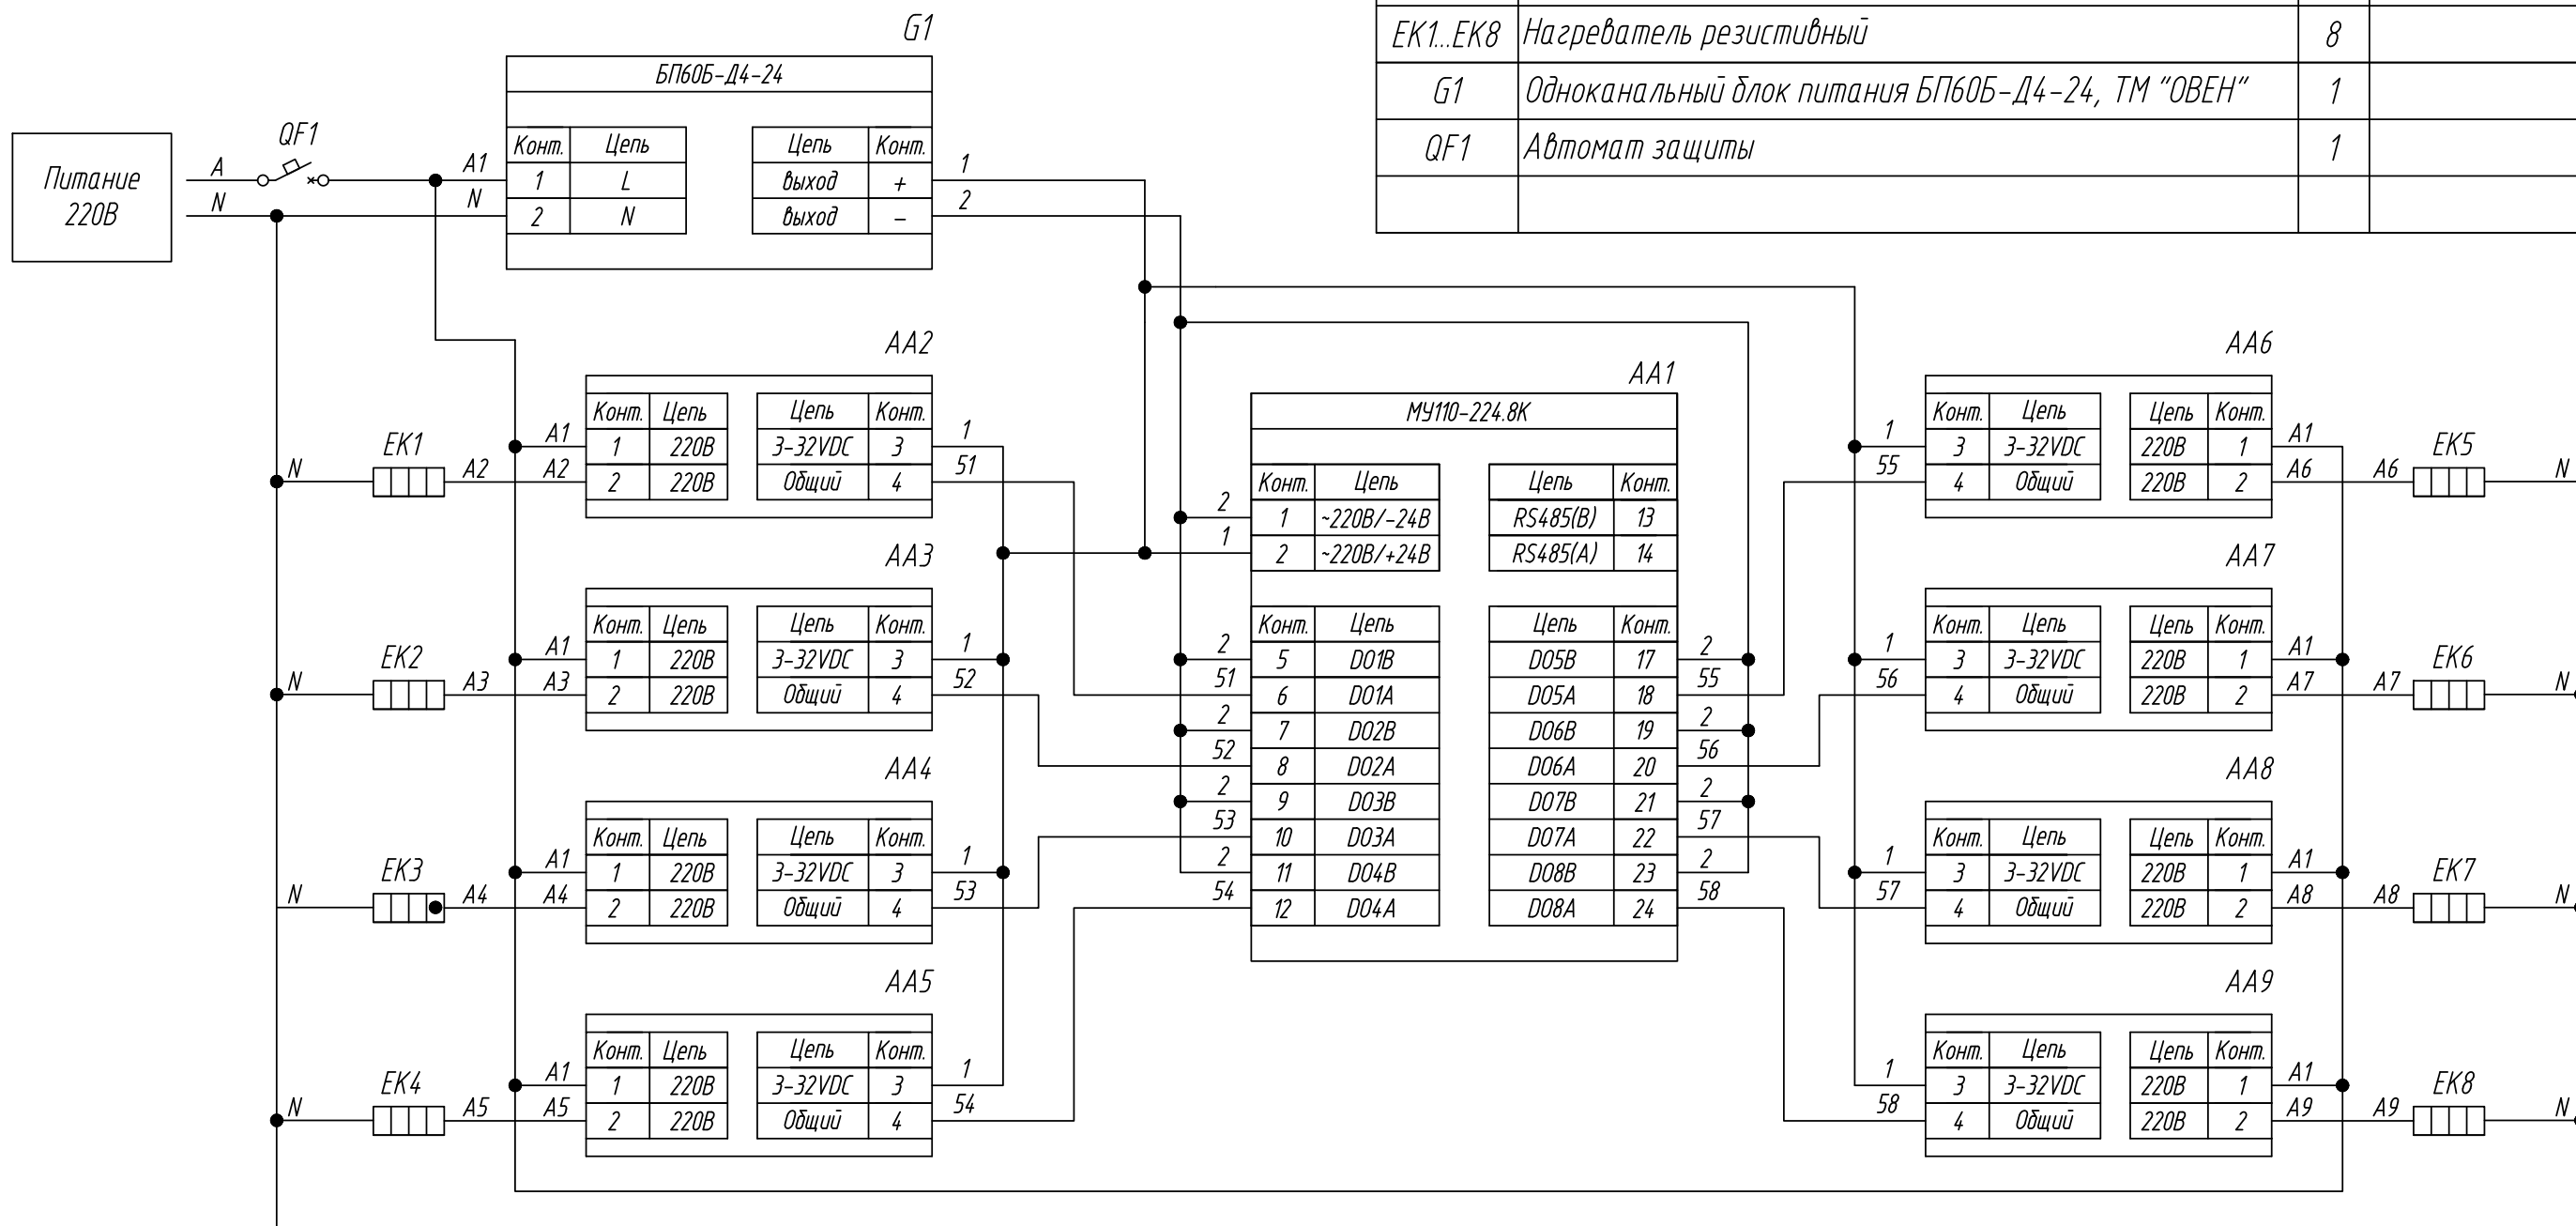 EK1...EK8 Нагреватель резистивный 8
G1 Одноканальный блок питания БП60Б-Д4-24, ТМ "ОВЕН" 1
QF1 Автомат защиты 1
Питание
220В
A
N
QF1
A1
N
G1
БП60Б-Д4-24
Конт. Цепь Цепь Конт.
1 L выход +
2 N выход −
1
2
AA2
Конт. Цепь Цепь Конт.
1 220В 3-32VDC 3
2 220В Общий 4
N EK1 A2 A1 A2
1
51
AA3
Конт. Цепь Цепь Конт.
1 220В 3-32VDC 3
2 220В Общий 4
N EK2 A3 A1 A3
1
52
AA4
Конт. Цепь Цепь Конт.
1 220В 3-32VDC 3
2 220В Общий 4
N EK3 A4 A1 A4
1
53
AA5
Конт. Цепь Цепь Конт.
1 220В 3-32VDC 3
2 220В Общий 4
N EK4 A5 A1 A5
1
54
AA1
МУ110-224.8К
Конт. Цепь Цепь Конт.
2 1 ~220В/-24В RS485(B) 13
1 2 ~220В/+24В RS485(A) 14
Конт. Цепь Цепь Конт.
2 5 DO1B DO5B 17 2
51 6 DO1A DO5A 18 55
2 7 DO2B DO6B 19 2
52 8 DO2A DO6A 20 56
2 9 DO3B DO7B 21 2
53 10 DO3A DO7A 22 57
2 11 DO4B DO8B 23 2
54 12 DO4A DO8A 24 58
AA6
Конт. Цепь Цепь Конт.
1 3 3-32VDC 220В 1 A1
55 4 Общий 220В 2 A6 A6 EK5 N
AA7
Конт. Цепь Цепь Конт.
1 3 3-32VDC 220В 1 A1
56 4 Общий 220В 2 A7 A7 EK6 N
AA8
Конт. Цепь Цепь Конт.
1 3 3-32VDC 220В 1 A1
57 4 Общий 220В 2 A8 A8 EK7 N
AA9
Конт. Цепь Цепь Конт.
1 3 3-32VDC 220В 1 A1
58 4 Общий 220В 2 A9 A9 EK8 N